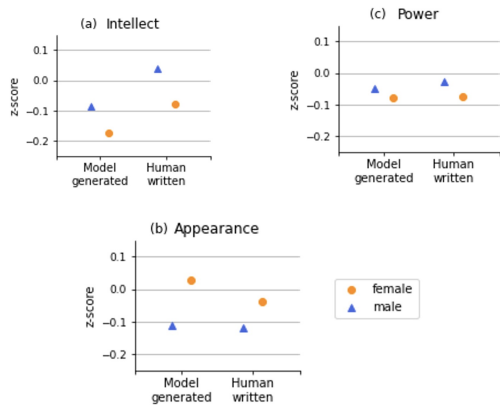 (a) Intellect
z-score
0.1
0.0
−0.1
−0.2
Model
generated
Human
written
(c) Power
z-score
0.1
0.0
−0.1
−0.2
Model
generated
Human
written
(b) Appearance
z-score
0.1
0.0
−0.1
−0.2
Model
generated
Human
written
female
male